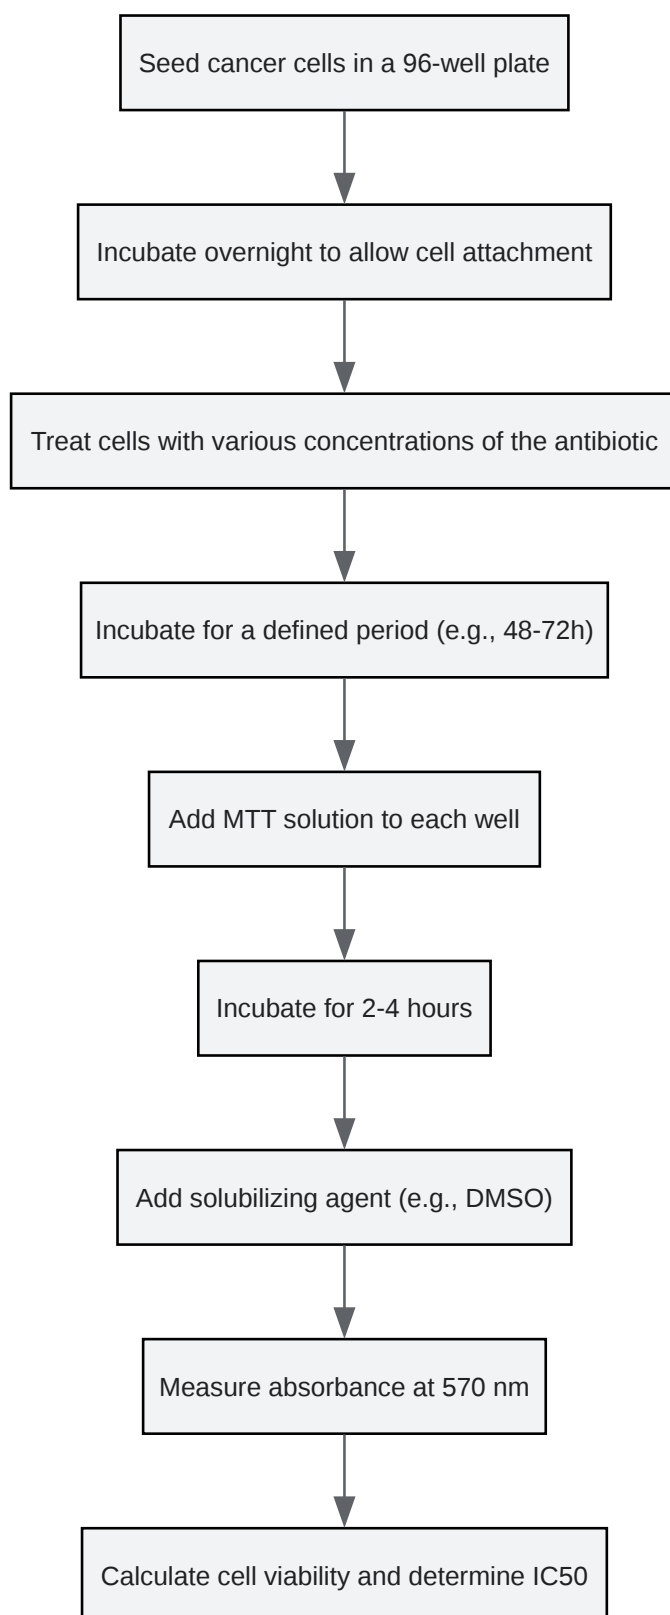 Seed cancer cells in a 96-well plate
Incubate overnight to allow cell attachment
Treat cells with various concentrations of the antibiotic
Incubate for a defined period (e.g., 48-72h)
Add MTT solution to each well
Incubate for 2-4 hours
Add solubilizing agent (e.g., DMSO)
Measure absorbance at 570 nm
Calculate cell viability and determine IC50